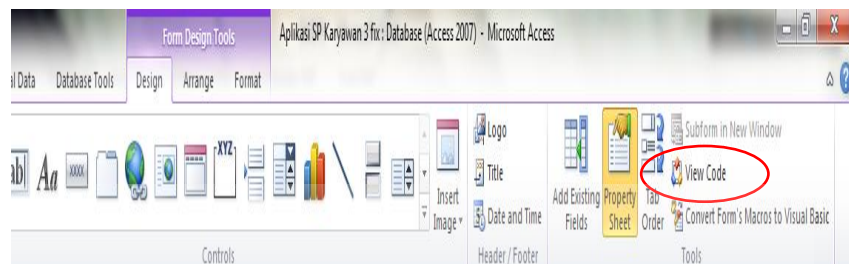 Form Design Tools
Aplikasi SP Karyawan 3 fix : Database (Access 2007) - Microsoft Access
al Data Database Tools Design Arrange Format
ab Aa xxxx XYZ
Logo
Title
Date and Time
Insert
Image
Header / Footer
Controls
Add Existing
Fields
Property
Sheet
Tab
Order
Subform in New Window
View Code
Convert Form's Macros to Visual Basic
Tools